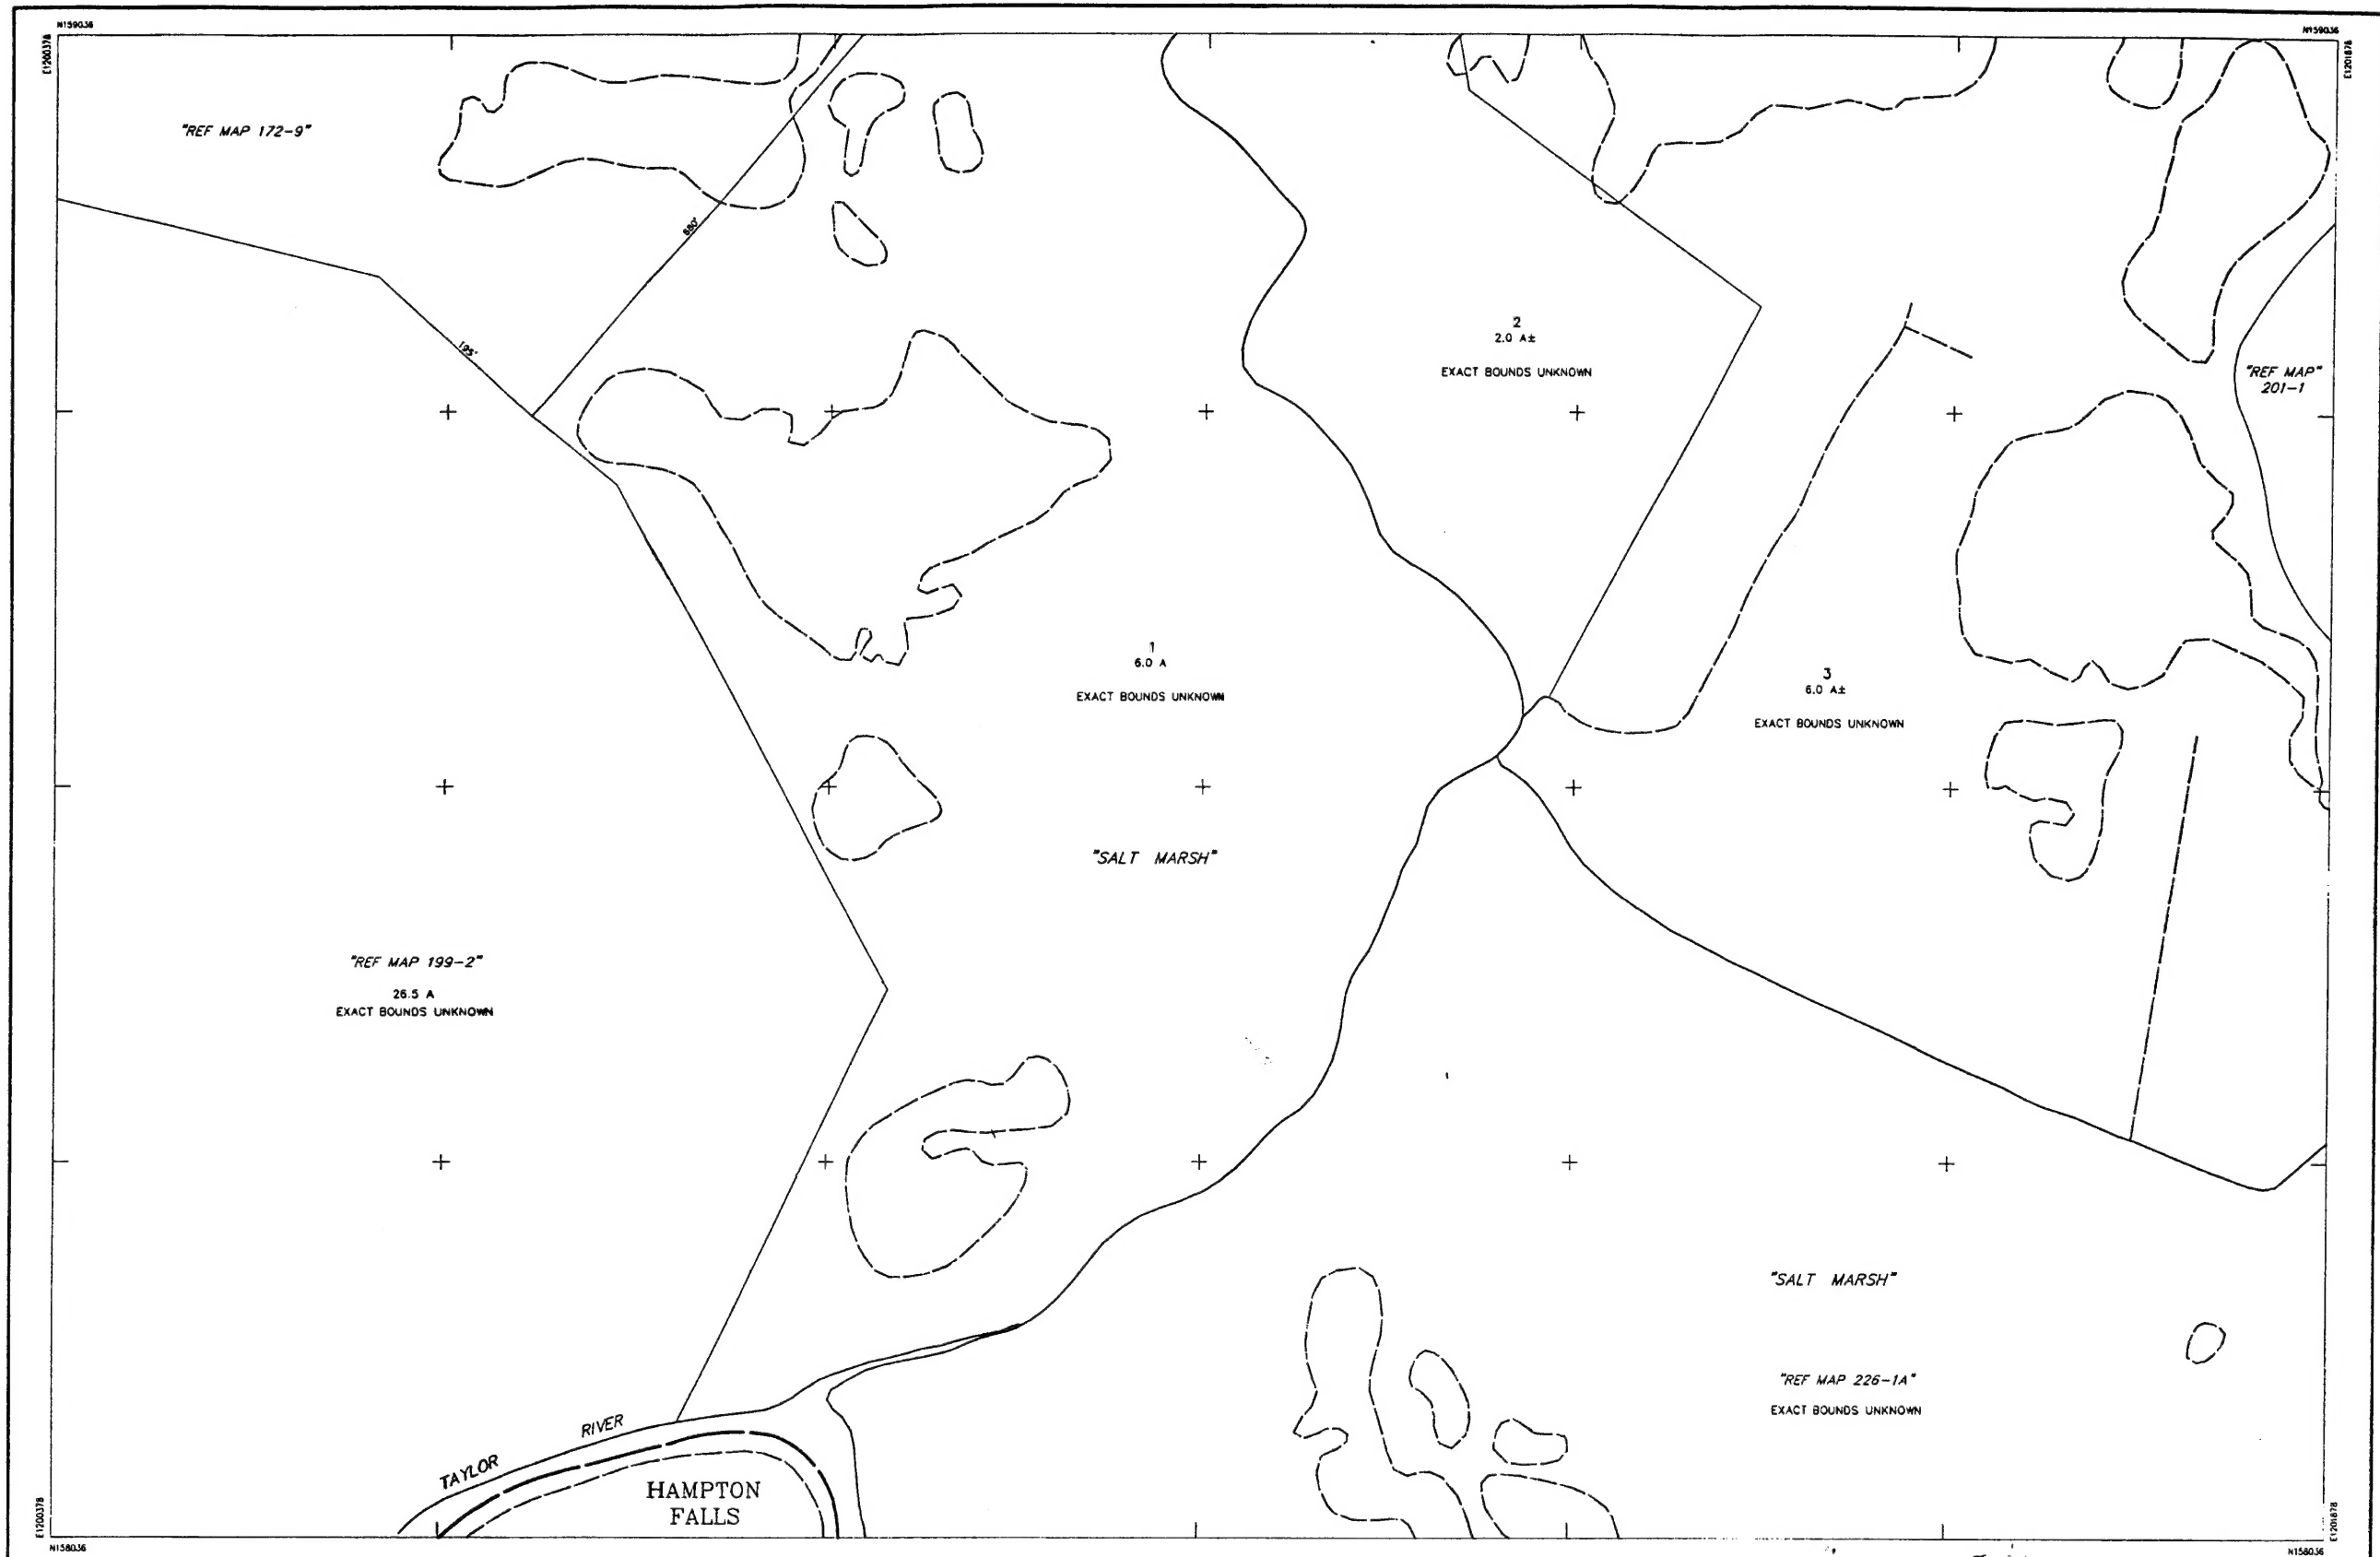 N159036
N159036
E1200378
E1201878
"REF MAP 172-9"
880'
195'
2
2.0 A±
EXACT BOUNDS UNKNOWN
"REF MAP"
201-1
1
6.0 A
EXACT BOUNDS UNKNOWN
3
6.0 A±
EXACT BOUNDS UNKNOWN
"SALT MARSH"
"REF MAP 199-2"
26.5 A
EXACT BOUNDS UNKNOWN
"SALT MARSH"
"REF MAP 226-1A"
EXACT BOUNDS UNKNOWN
TAYLOR RIVER
HAMPTON
FALLS
E1200378
E1201878
N158036
N158036